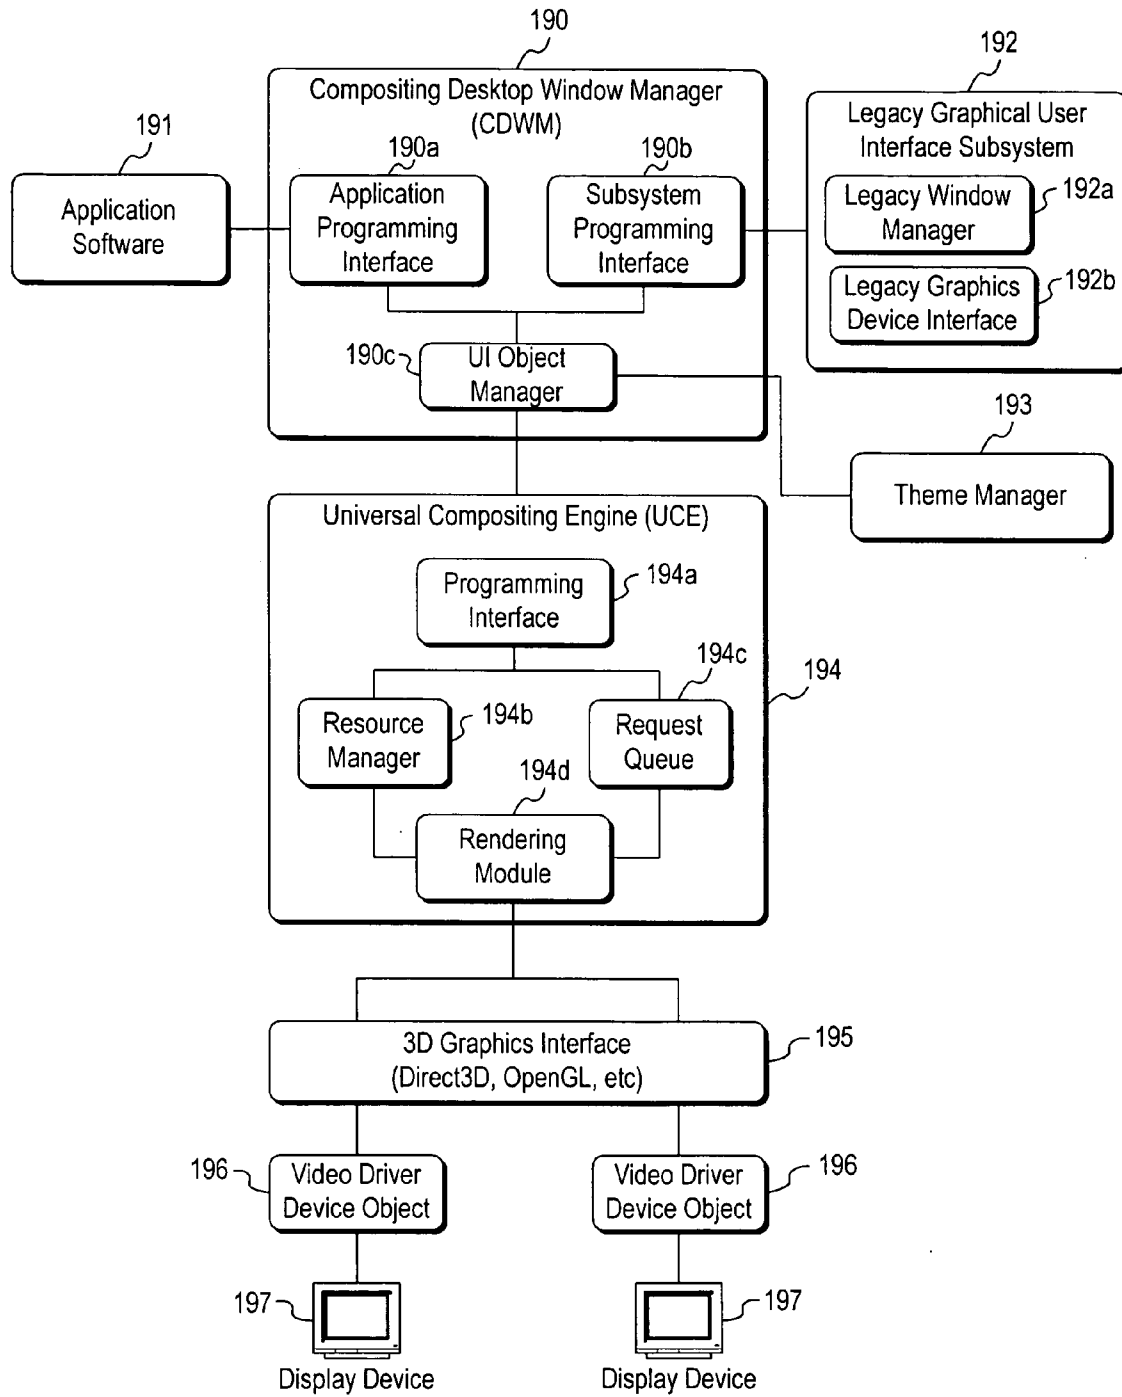 190
Compositing Desktop Window Manager
(CDWM)
192
Legacy Graphical User
Interface Subsystem
191
Application
Software
190a
Application
Programming
Interface
190b
Subsystem
Programming
Interface
Legacy Window
Manager
192a
Legacy Graphics
Device Interface
192b
190c
UI Object
Manager
193
Theme Manager
Universal Compositing Engine (UCE)
Programming
Interface
194a
194c
194
Resource
Manager
194b
Request
Queue
194d
Rendering
Module
3D Graphics Interface
(Direct3D, OpenGL, etc)
195
196
Video Driver
Device Object
Video Driver
Device Object
196
197
Display Device
197
Display Device